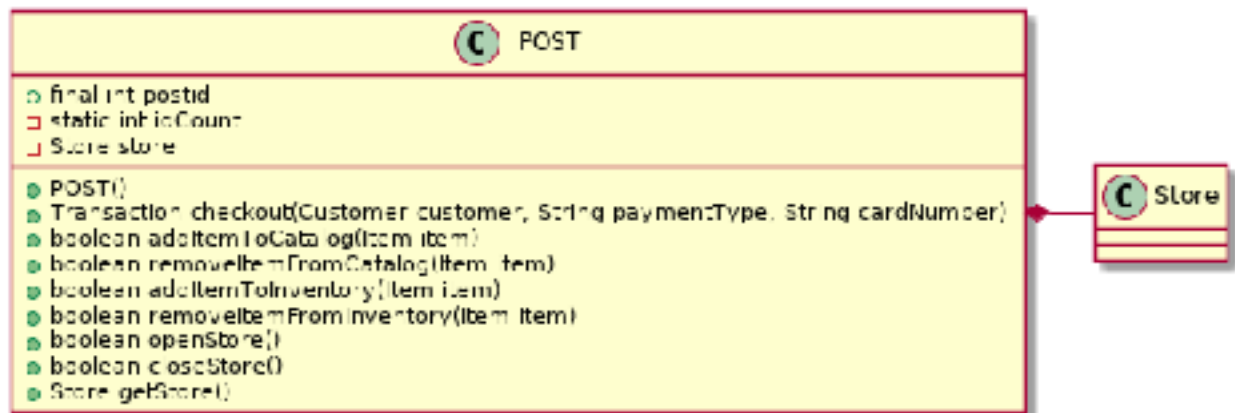 C POST
final int postid
static int idCount
Store store
POST()
Transaction checkout(Customer customer, String paymentType, String cardNumber)
boolean addItemToCatalog(Item item)
boolean removeItemFromCatalog(Item item)
boolean addItemToInventory(Item item)
boolean removeItemFromInventory(Item item)
boolean openStore()
boolean closeStore()
Store getStore()
C Store